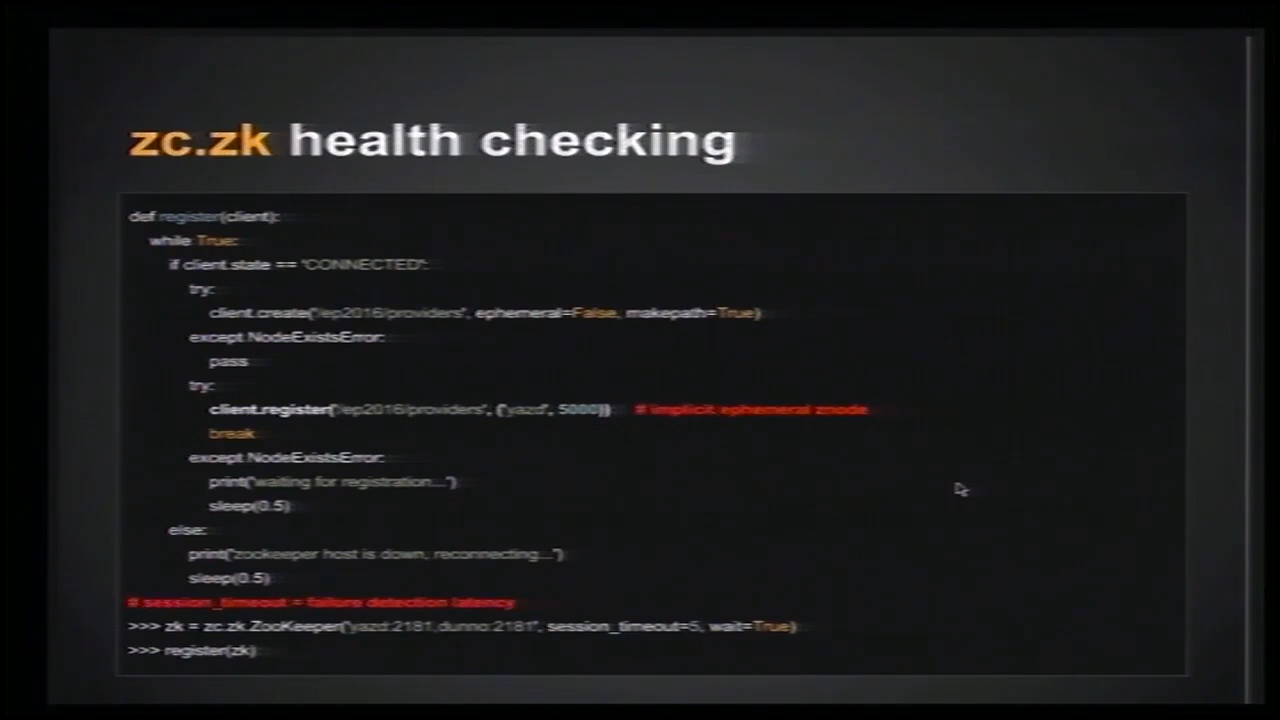 zc.zk health checking
def register(client):
while True:
if client.state == 'CONNECTED':
try:
client.create('/ep2016/providers', ephemeral=False, makepath=True)
except NodeExistsError:
pass
try:
client.register('/ep2016/providers', ('yazd', 5000)) # implicit ephemeral znode
break
except NodeExistsError:
print('waiting for registration...')
sleep(0.5)
else:
print('zookeeper host is down, reconnecting...')
sleep(0.5)
# session_timeout = failure detection latency
>>> zk = zc.zk.ZooKeeper('yazd:2181,dunno:2181', session_timeout=5, wait=True)
>>> register(zk)